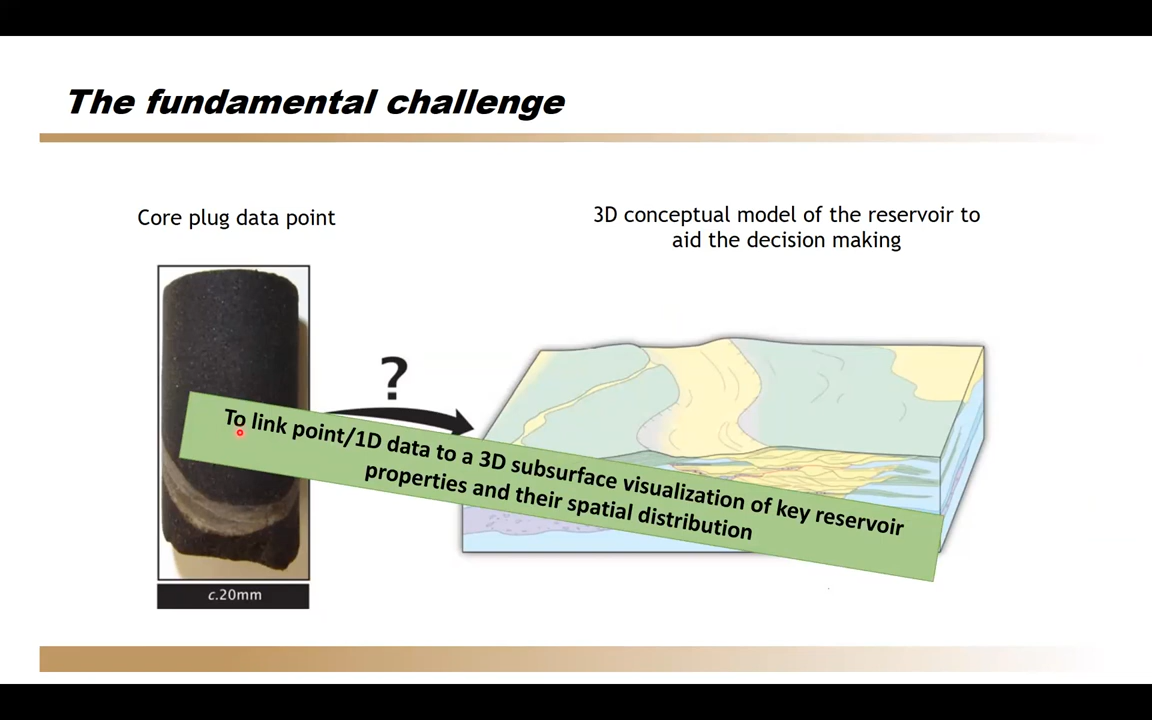 The fundamental challenge
Core plug data point
3D conceptual model of the reservoir to
aid the decision making
?
To link point/1D data to a 3D subsurface visualization of key reservoir
properties and their spatial distribution
c.20mm